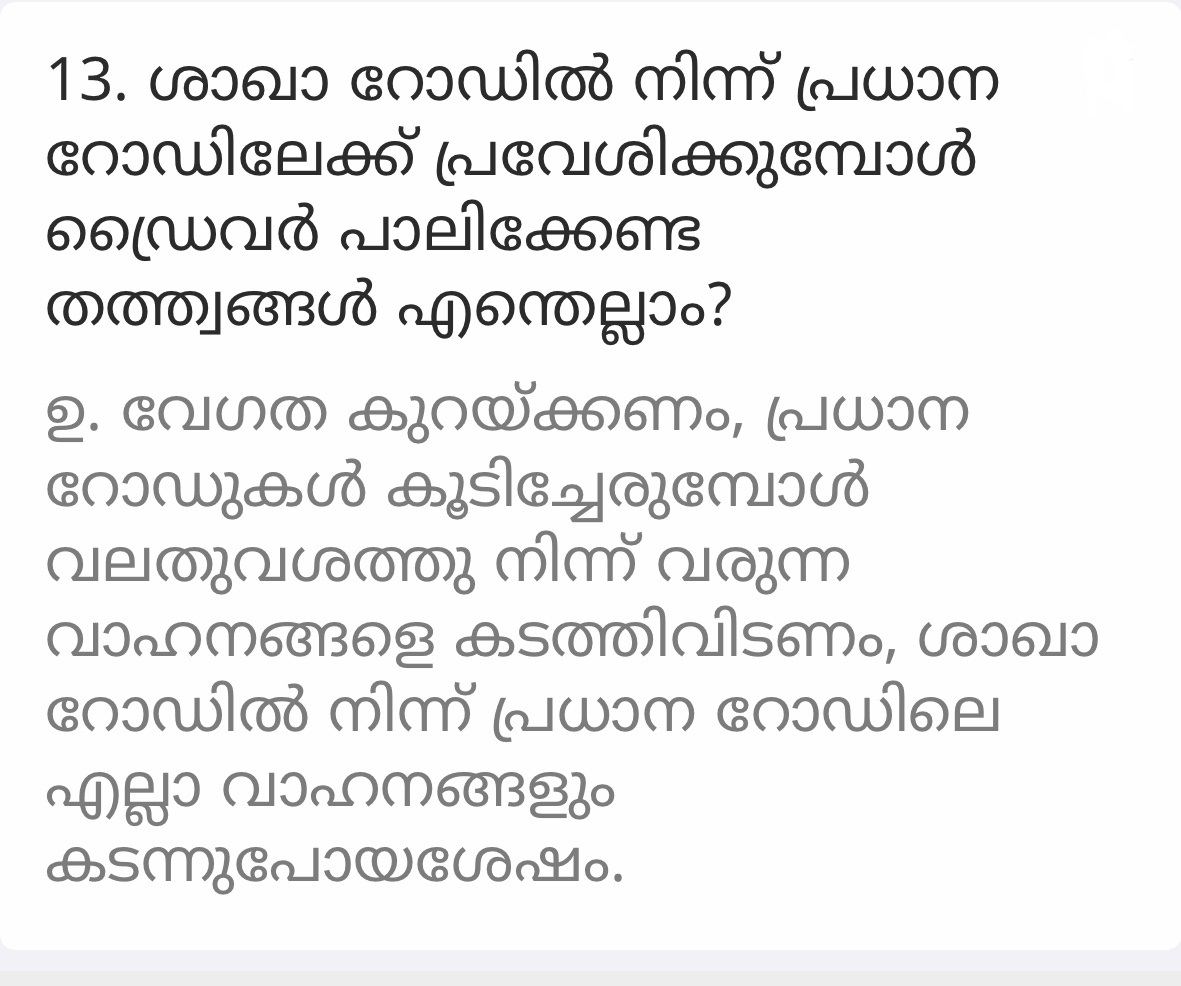 13. ശാഖാ റോഡിൽ നിന്ന് പ്രധാന
റോഡിലേക്ക് പ്രവേശിക്കുമ്പോൾ
ഡ്രൈവർ പാലിക്കേണ്ട
തത്ത്വങ്ങൾ എന്തെല്ലാം?
ഉ. വേഗത കുറയ്ക്കണം, പ്രധാന
റോഡുകൾ കൂടിച്ചേരുമ്പോൾ
വലതുവശത്തു നിന്ന് വരുന്ന
വാഹനങ്ങളെ കടത്തിവിടണം, ശാഖാ
റോഡിൽ നിന്ന് പ്രധാന റോഡിലെ
എല്ലാ വാഹനങ്ങളും
കടന്നുപോയശേഷം.